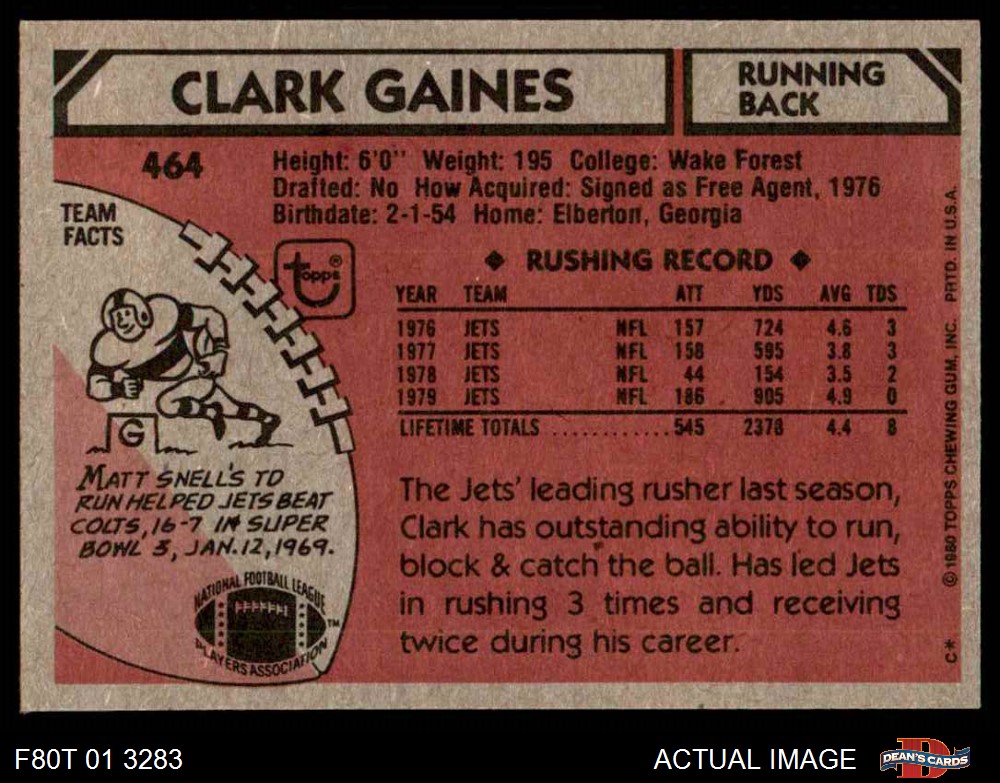 CLARK GAINES
RUNNING
BACK
464
Height: 6'0" Weight: 195 College: Wake Forest
Drafted: No How Acquired: Signed as Free Agent, 1976
Birthdate: 2-1-54 Home: Elberton, Georgia
TEAM
FACTS
topps ®
◆ RUSHING RECORD ◆
YEAR TEAM ATT YDS AVG TDS
1976 JETS NFL 157 724 4.6 3
1977 JETS NFL 158 595 3.8 3
1978 JETS NFL 44 154 3.5 2
1979 JETS NFL 186 905 4.9 0
LIFETIME TOTALS ............545 2378 4.4 8
G
MATT SNELL'S TD
RUN HELPED JETS BEAT
COLTS, 16-7 IN SUPER
BOWL 3, JAN. 12, 1969.
The Jets' leading rusher last season,
Clark has outstanding ability to run,
block & catch the ball. Has led Jets
in rushing 3 times and receiving
twice during his career.
NATIONAL FOOTBALL LEAGUE
PLAYERS ASSOCIATION
TM
C* © 1980 TOPPS CHEWING GUM, INC. PRTD. IN U.S.A.
F80T 01 3283
ACTUAL IMAGE
D
DEAN'S CARDS